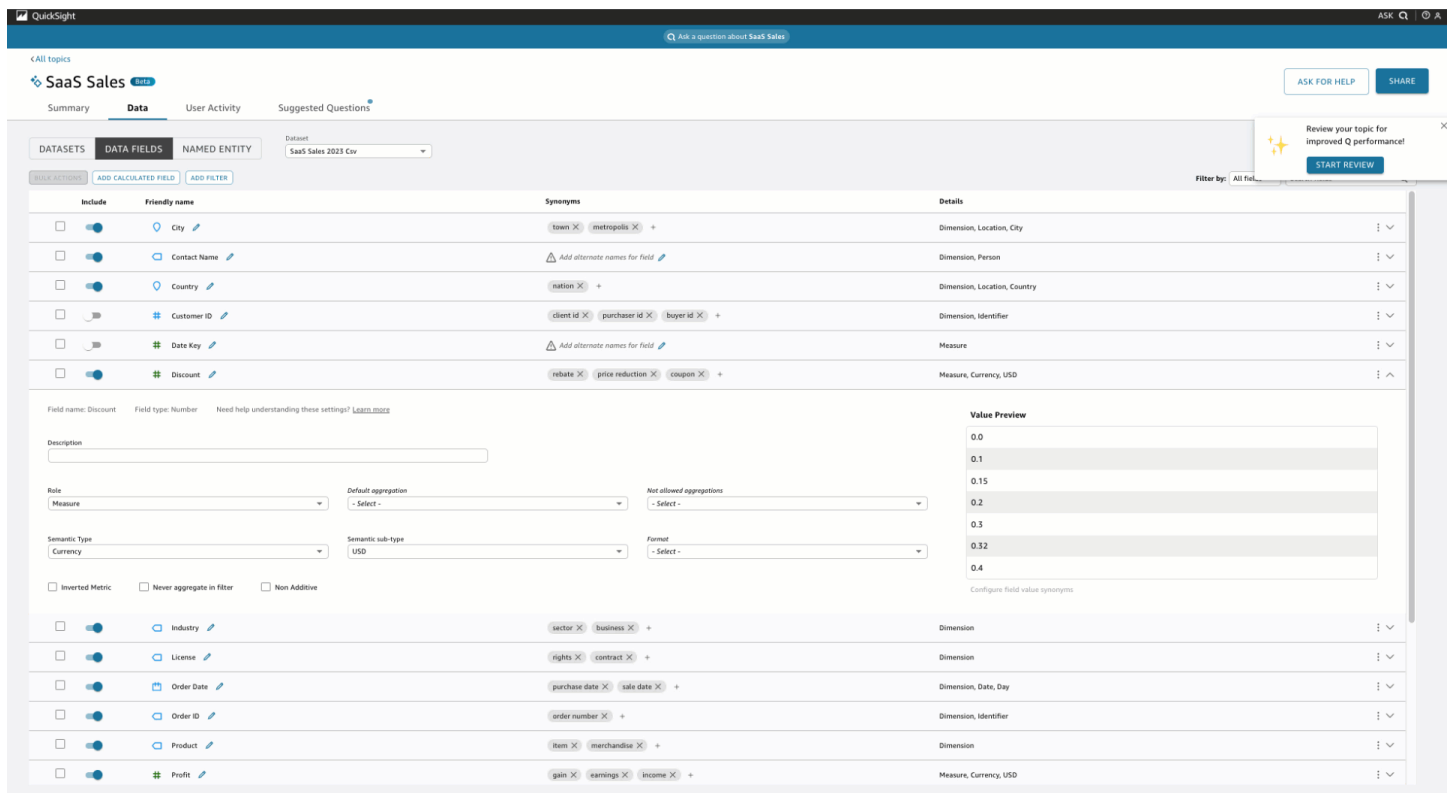 QuickSight
ASK
Ask a question about SaaS Sales
All topics
SaaS Sales Beta
ASK FOR HELP
SHARE
Summary
Data
User Activity
Suggested Questions
Review your topic for
improved Q performance!
START REVIEW
DATASETS
DATA FIELDS
NAMED ENTITY
Dataset
SaaS Sales 2023 Csv
BULK ACTIONS
ADD CALCULATED FIELD
ADD FILTER
Filter by:
All fields
Include Friendly name Synonyms Details
City town metropolis + Dimension, Location, City
Contact Name Add alternate names for field Dimension, Person
Country nation + Dimension, Location, Country
# Customer ID client id purchaser id buyer id + Dimension, Identifier
# Date Key Add alternate names for field Measure
# Discount rebate price reduction coupon + Measure, Currency, USD
Field name: Discount Field type: Number Need help understanding these settings? Learn more
Description
Role Default aggregation Not allowed aggregations
Measure - Select - - Select -
Semantic Type Semantic sub-type Format
Currency USD - Select -
Inverted Metric Never aggregate in filter Non Additive
Value Preview
0.0
0.1
0.15
0.2
0.3
0.32
0.4
Configure field value synonyms
Industry sector business + Dimension
License rights contract + Dimension
Order Date purchase date sale date + Dimension, Date, Day
Order ID order number + Dimension, Identifier
Product item merchandise + Dimension
# Profit gain earnings income + Measure, Currency, USD